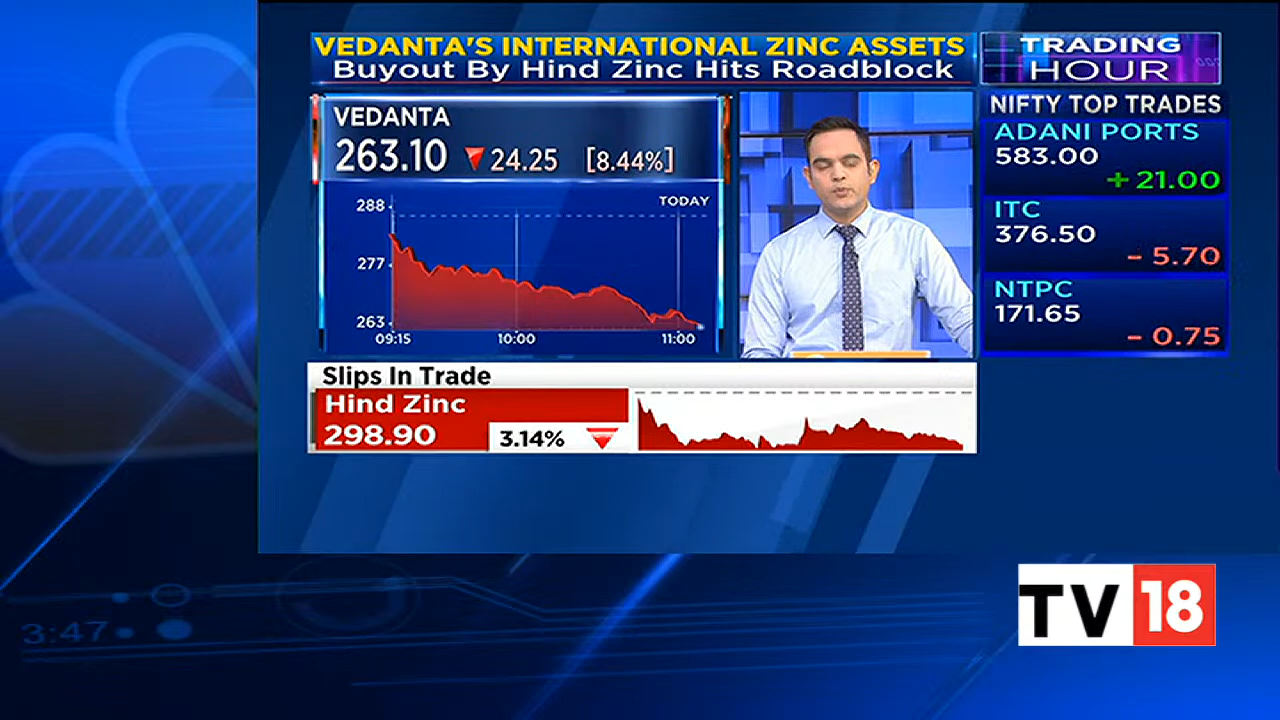 VEDANTA'S INTERNATIONAL ZINC ASSETS
Buyout By Hind Zinc Hits Roadblock
TRADING
HOUR
VEDANTA
263.10 ▼ 24.25 [8.44%]
TODAY
288
277
263
09:15 10:00 11:00
NIFTY TOP TRADES
ADANI PORTS
583.00
+ 21.00
ITC
376.50
- 5.70
NTPC
171.65
- 0.75
Slips In Trade
Hind Zinc
298.90 3.14% ▼
3:47
TV18